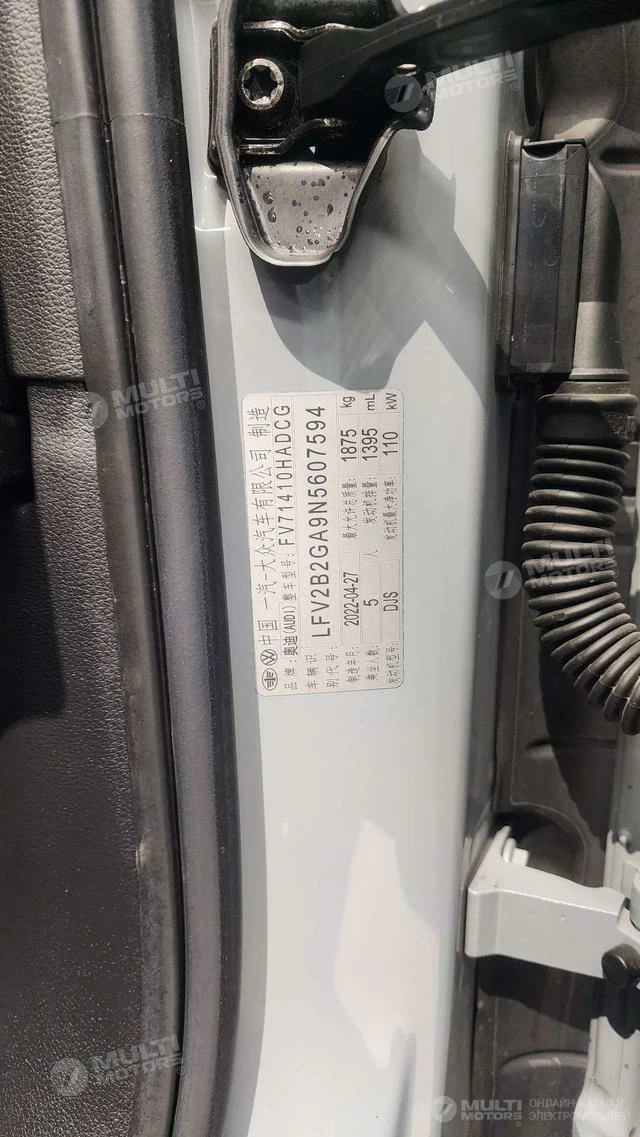 中国一汽大众汽车有限公司 制造
品牌:奥迪(AUDI) 整车型号: FV71410HADCG
车辆识
别代号: LFV2B2GA9N5607594
制造年月: 2022-04-27 最大允许总质量: 1875 kg
乘坐人数: 5 人 发动机排量: 1395 mL
发动机型号: DJS 发动机最大净功率: 110 kW
MULTI
MOTORS
MULTI
MOTORS
MULTI
MOTORS
MULTI
MOTORS
MULTI
MOTORS
ОНЛАЙН-КАТАЛОГ
ЭЛЕКТРОМОБИЛЕЙ